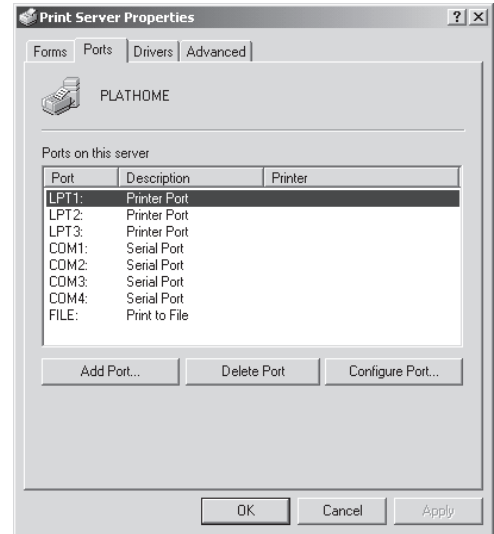 Print Server Properties
Forms Ports Drivers Advanced
PLATHOME
Ports on this server
Port Description Printer
LPT1: Printer Port
LPT2: Printer Port
LPT3: Printer Port
COM1: Serial Port
COM2: Serial Port
COM3: Serial Port
COM4: Serial Port
FILE: Print to File
Add Port... Delete Port Configure Port...
OK Cancel Apply